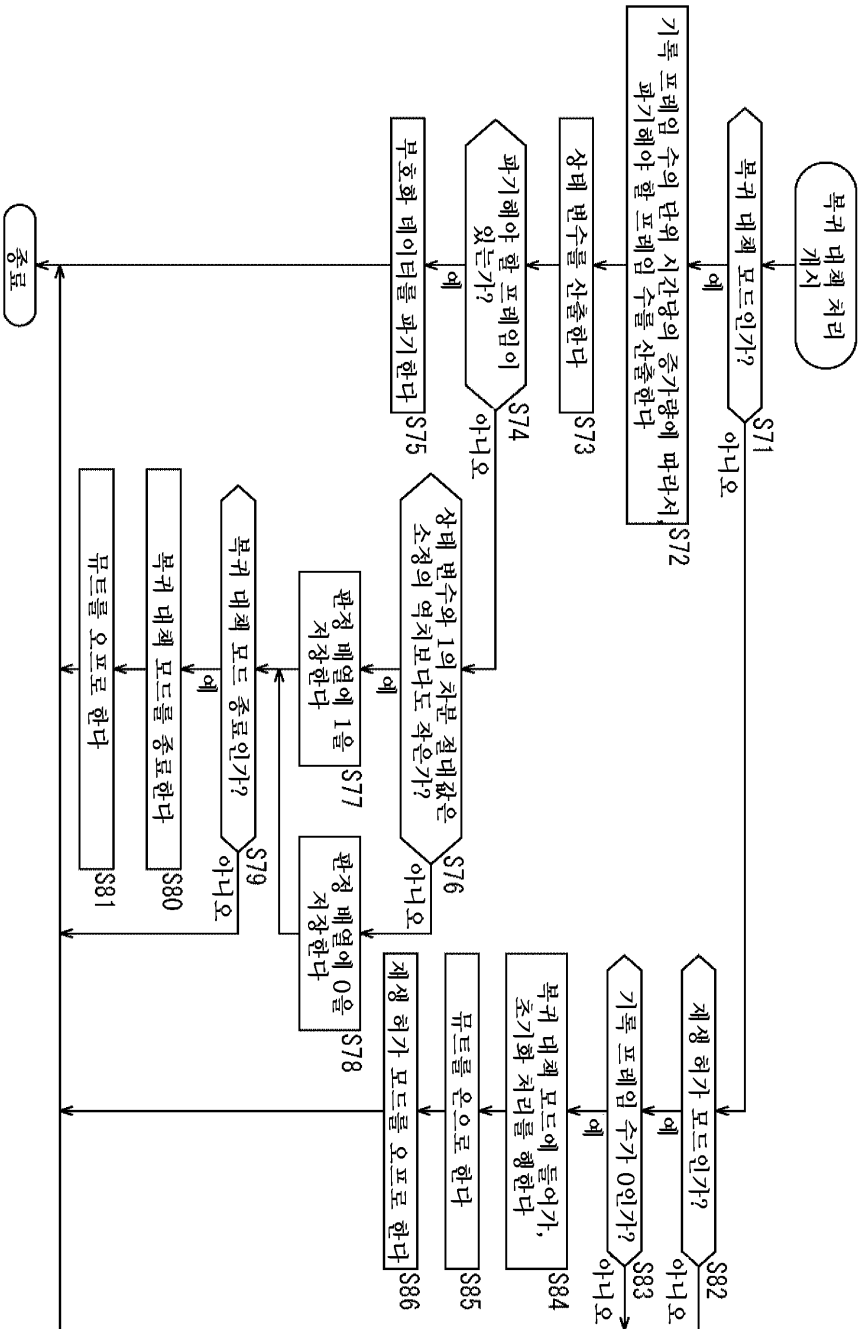 복귀 대책 처리
개시
복귀 대책 모드인가?
S71
아니오
예
기록 프레임 수의 단위 시간당의 증가량에 따라서,
파기해야 할 프레임 수를 산출한다
S72
상태 변수를 산출한다
S73
파기해야 할 프레임이
있는가?
S74
아니오
예
부호화 데이터를 파기한다
S75
상태 변수와 1의 차분 절대값은
소정의 역치보다도 작은가?
S76
아니오
예
판정 배열에 1을
저장한다
S77
판정 배열에 0을
저장한다
S78
복귀 대책 모드 종료인가?
S79
아니오
예
복귀 대책 모드를 종료한다
S80
뮤트를 오프로 한다
S81
재생 허가 모드인가?
S82
아니오
예
기록 프레임 수가 0인가?
S83
아니오
예
복귀 대책 모드에 들어가,
초기화 처리를 행한다
S84
뮤트를 온으로 한다
S85
재생 허가 모드를 오프로 한다
S86
종료